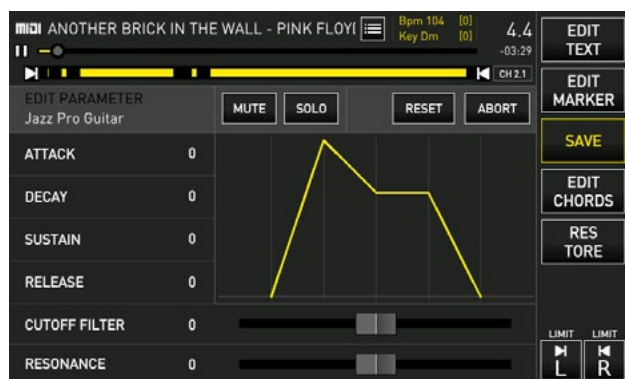 MIDI ANOTHER BRICK IN THE WALL - PINK FLOYI
Bpm 104 [0]
Key Dm [0]
4.4
-03:29
CH 2.1
EDIT PARAMETER
Jazz Pro Guitar
MUTE SOLO RESET ABORT
ATTACK 0
DECAY 0
SUSTAIN 0
RELEASE 0
CUTOFF FILTER 0
RESONANCE 0
EDIT
TEXT
EDIT
MARKER
SAVE
EDIT
CHORDS
RES
TORE
LIMIT LIMIT
L R